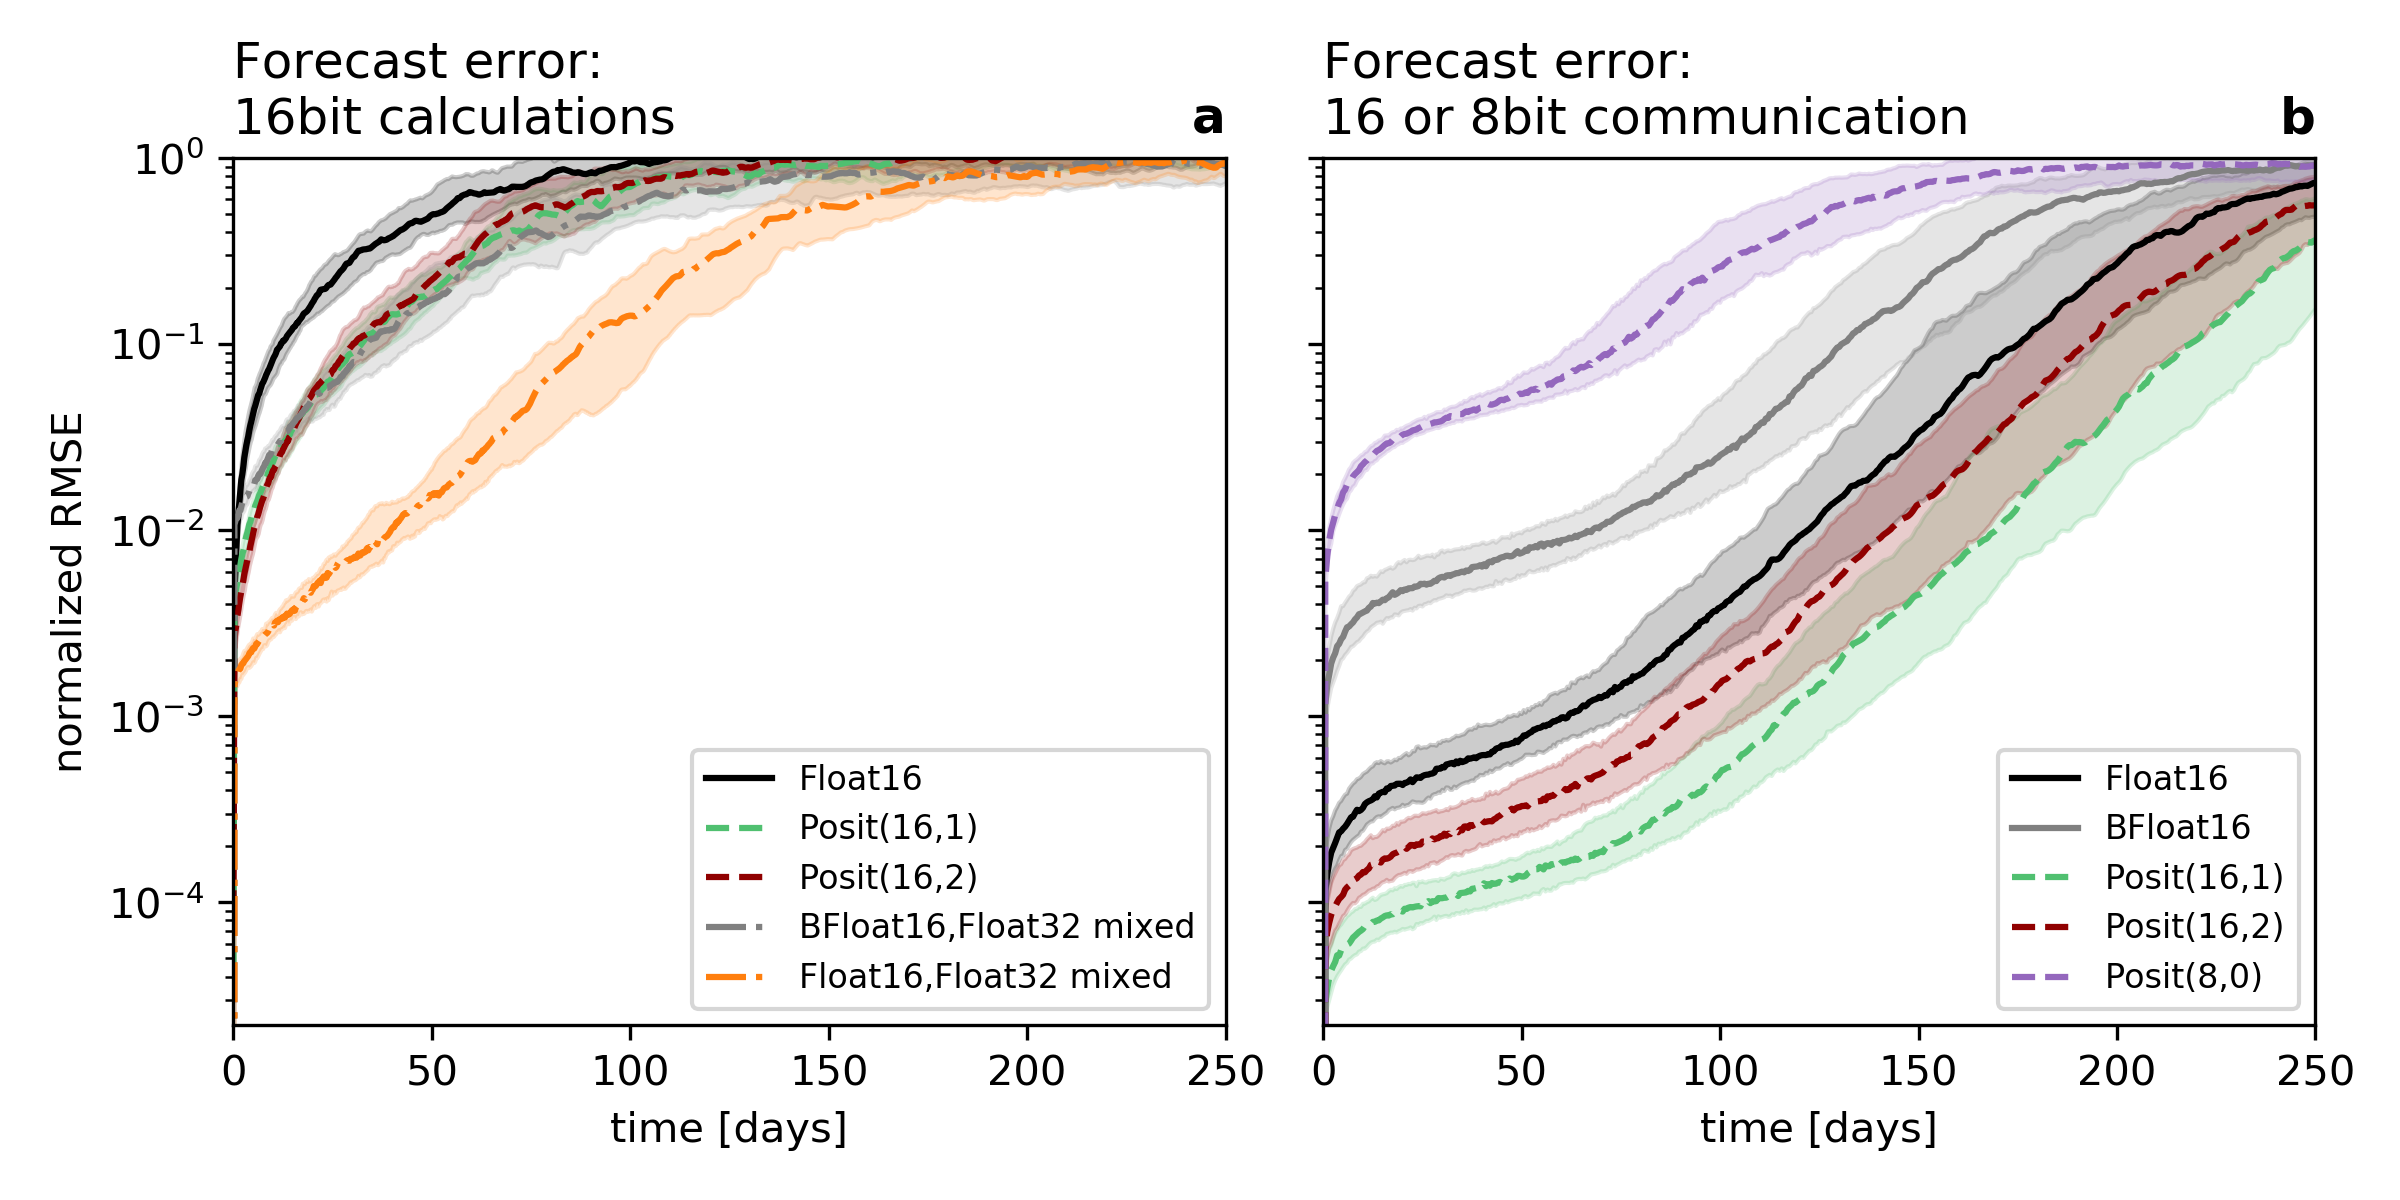 Forecast error:
16bit calculations
a
10⁰
10⁻¹
10⁻²
10⁻³
10⁻⁴
normalized RMSE
0 50 100 150 200 250
time [days]
Float16
Posit(16,1)
Posit(16,2)
BFloat16,Float32 mixed
Float16,Float32 mixed
Forecast error:
16 or 8bit communication
b
0 50 100 150 200 250
time [days]
Float16
BFloat16
Posit(16,1)
Posit(16,2)
Posit(8,0)